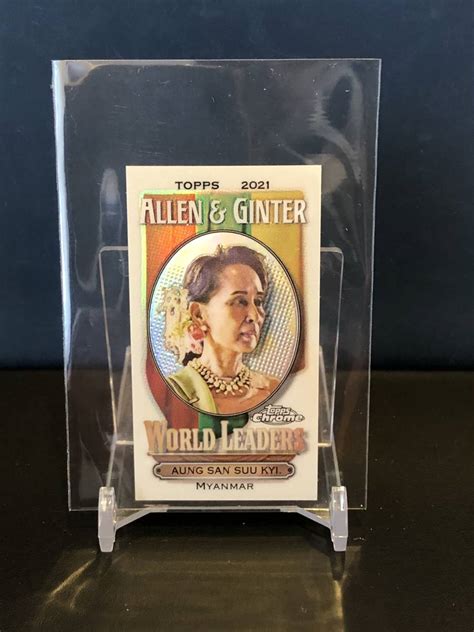 TOPPS 2021
ALLEN & GINTER
TOPPS
Chrome
WORLD LEADERS
AUNG SAN SUU KYI.
MYANMAR